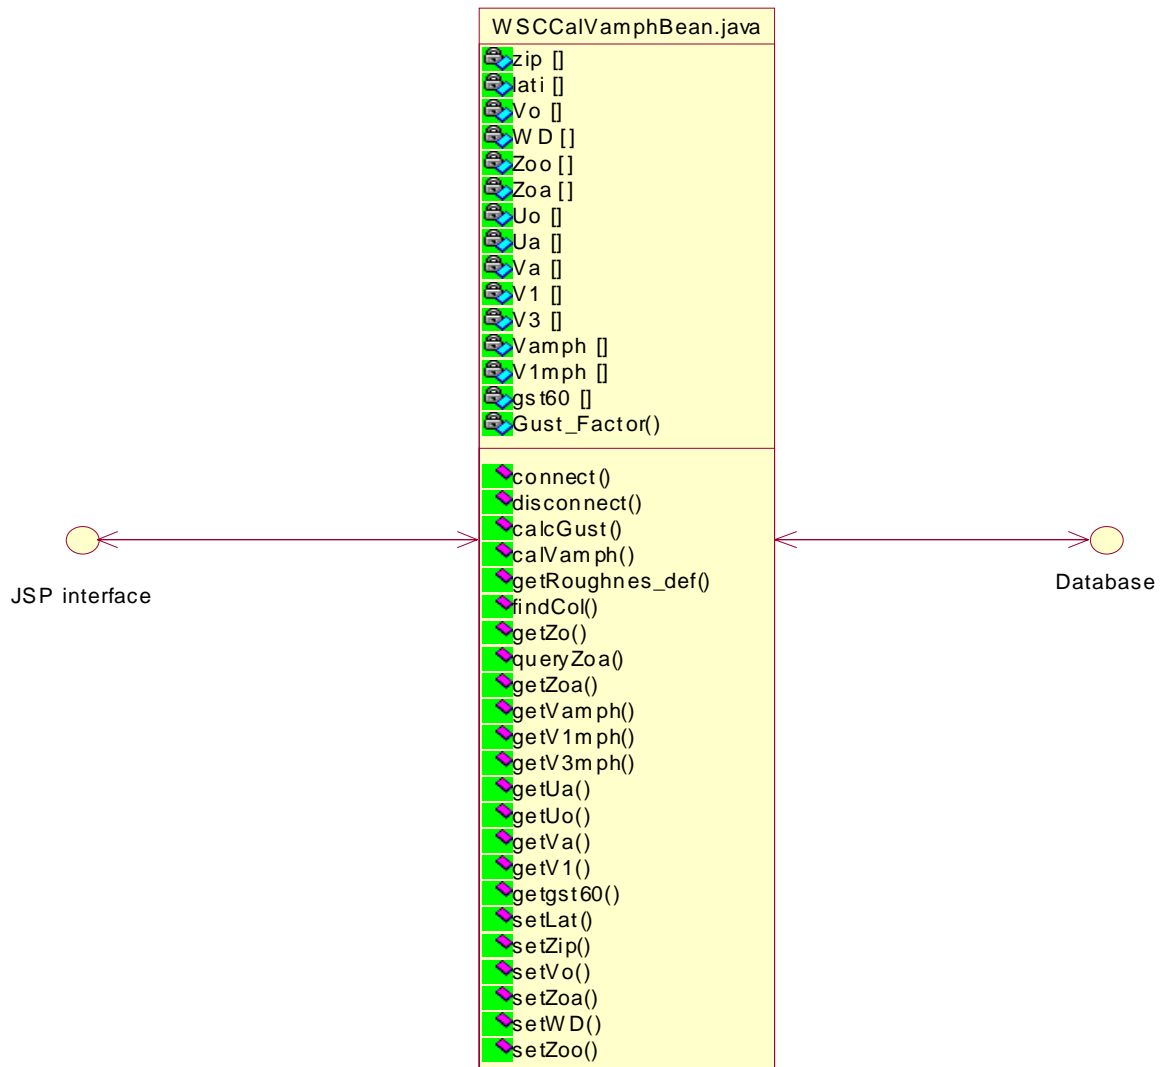 WSCCalVamphBean.java
zip []
lati []
Vo []
WD []
Zoo []
Zoa []
Uo []
Ua []
Va []
V1 []
V3 []
Vamph []
V1mph []
gst60 []
Gust_Factor()
connect()
disconnect()
calcGust()
calVamph()
getRoughnes_def()
findCol()
getZo()
queryZoa()
getZoa()
getVamph()
getV1mph()
getV3mph()
getUa()
getUo()
getVa()
getV1()
getgst60()
setLat()
setZip()
setVo()
setZoa()
setWD()
setZoo()
JSP interface
Database